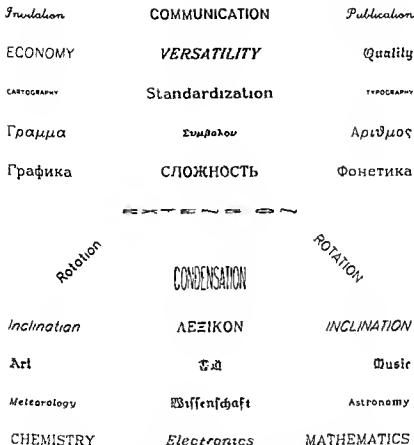 Invitation COMMUNICATION Publication
ECONOMY VERSATILITY Quality
CARTOGRAPHY Standardization TYPOGRAPHY
Γραμμα Συμβολον Αριϑμος
Графика СЛОЖНОСТЬ Фонетика
EXTENSION
Rotation ROTATION
CONDENSATION
Inclination ΛΕΞΙΚΟΝ INCLINATION
Art Music
Meteorology Wissenschaft Astronomy
CHEMISTRY Electronics MATHEMATICS